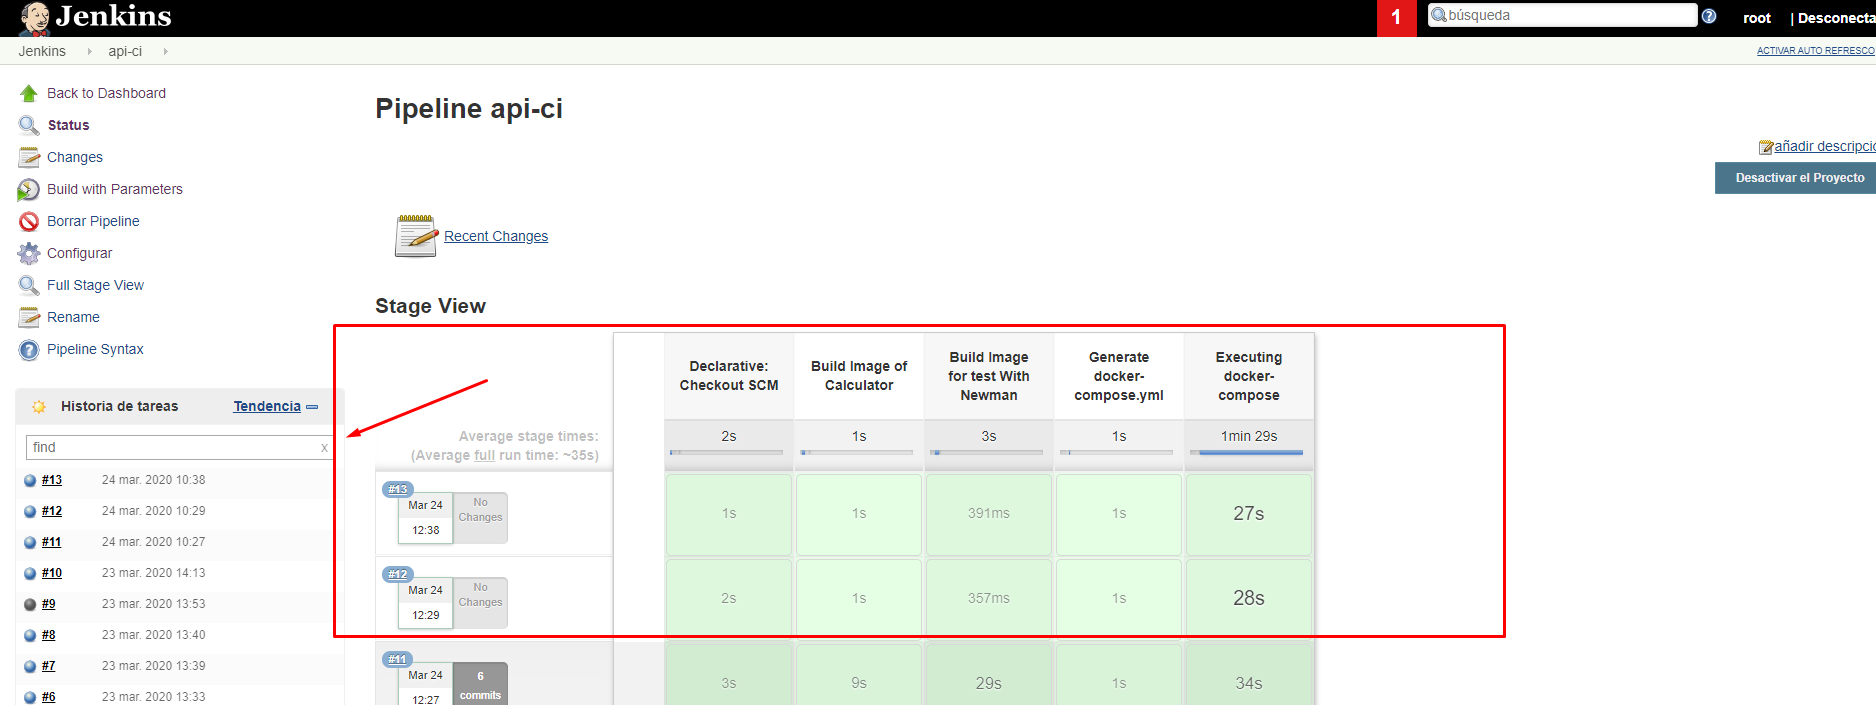 Jenkins
1
búsqueda
root
| Desconecta
Jenkins
api-ci
ACTIVAR AUTO REFRESCO
Back to Dashboard
Status
Changes
Build with Parameters
Borrar Pipeline
Configurar
Full Stage View
Rename
Pipeline Syntax
Historia de tareas
Tendencia
find
x
#13 24 mar. 2020 10:38
#12 24 mar. 2020 10:29
#11 24 mar. 2020 10:27
#10 23 mar. 2020 14:13
#9 23 mar. 2020 13:53
#8 23 mar. 2020 13:40
#7 23 mar. 2020 13:39
#6 23 mar. 2020 13:33
Pipeline api-ci
añadir descripció
Desactivar el Proyecto
Recent Changes
Stage View
Declarative:
Checkout SCM
Build Image of
Calculator
Build Image
for test With
Newman
Generate
docker-
compose.yml
Executing
docker-
compose
Average stage times:
(Average full run time: ~35s)
2s
1s
3s
1s
1min 29s
#13
Mar 24
12:38
No
Changes
1s
1s
391ms
1s
27s
#12
Mar 24
12:29
No
Changes
2s
1s
357ms
1s
28s
#11
Mar 24
12:27
6
commits
3s
9s
29s
1s
34s